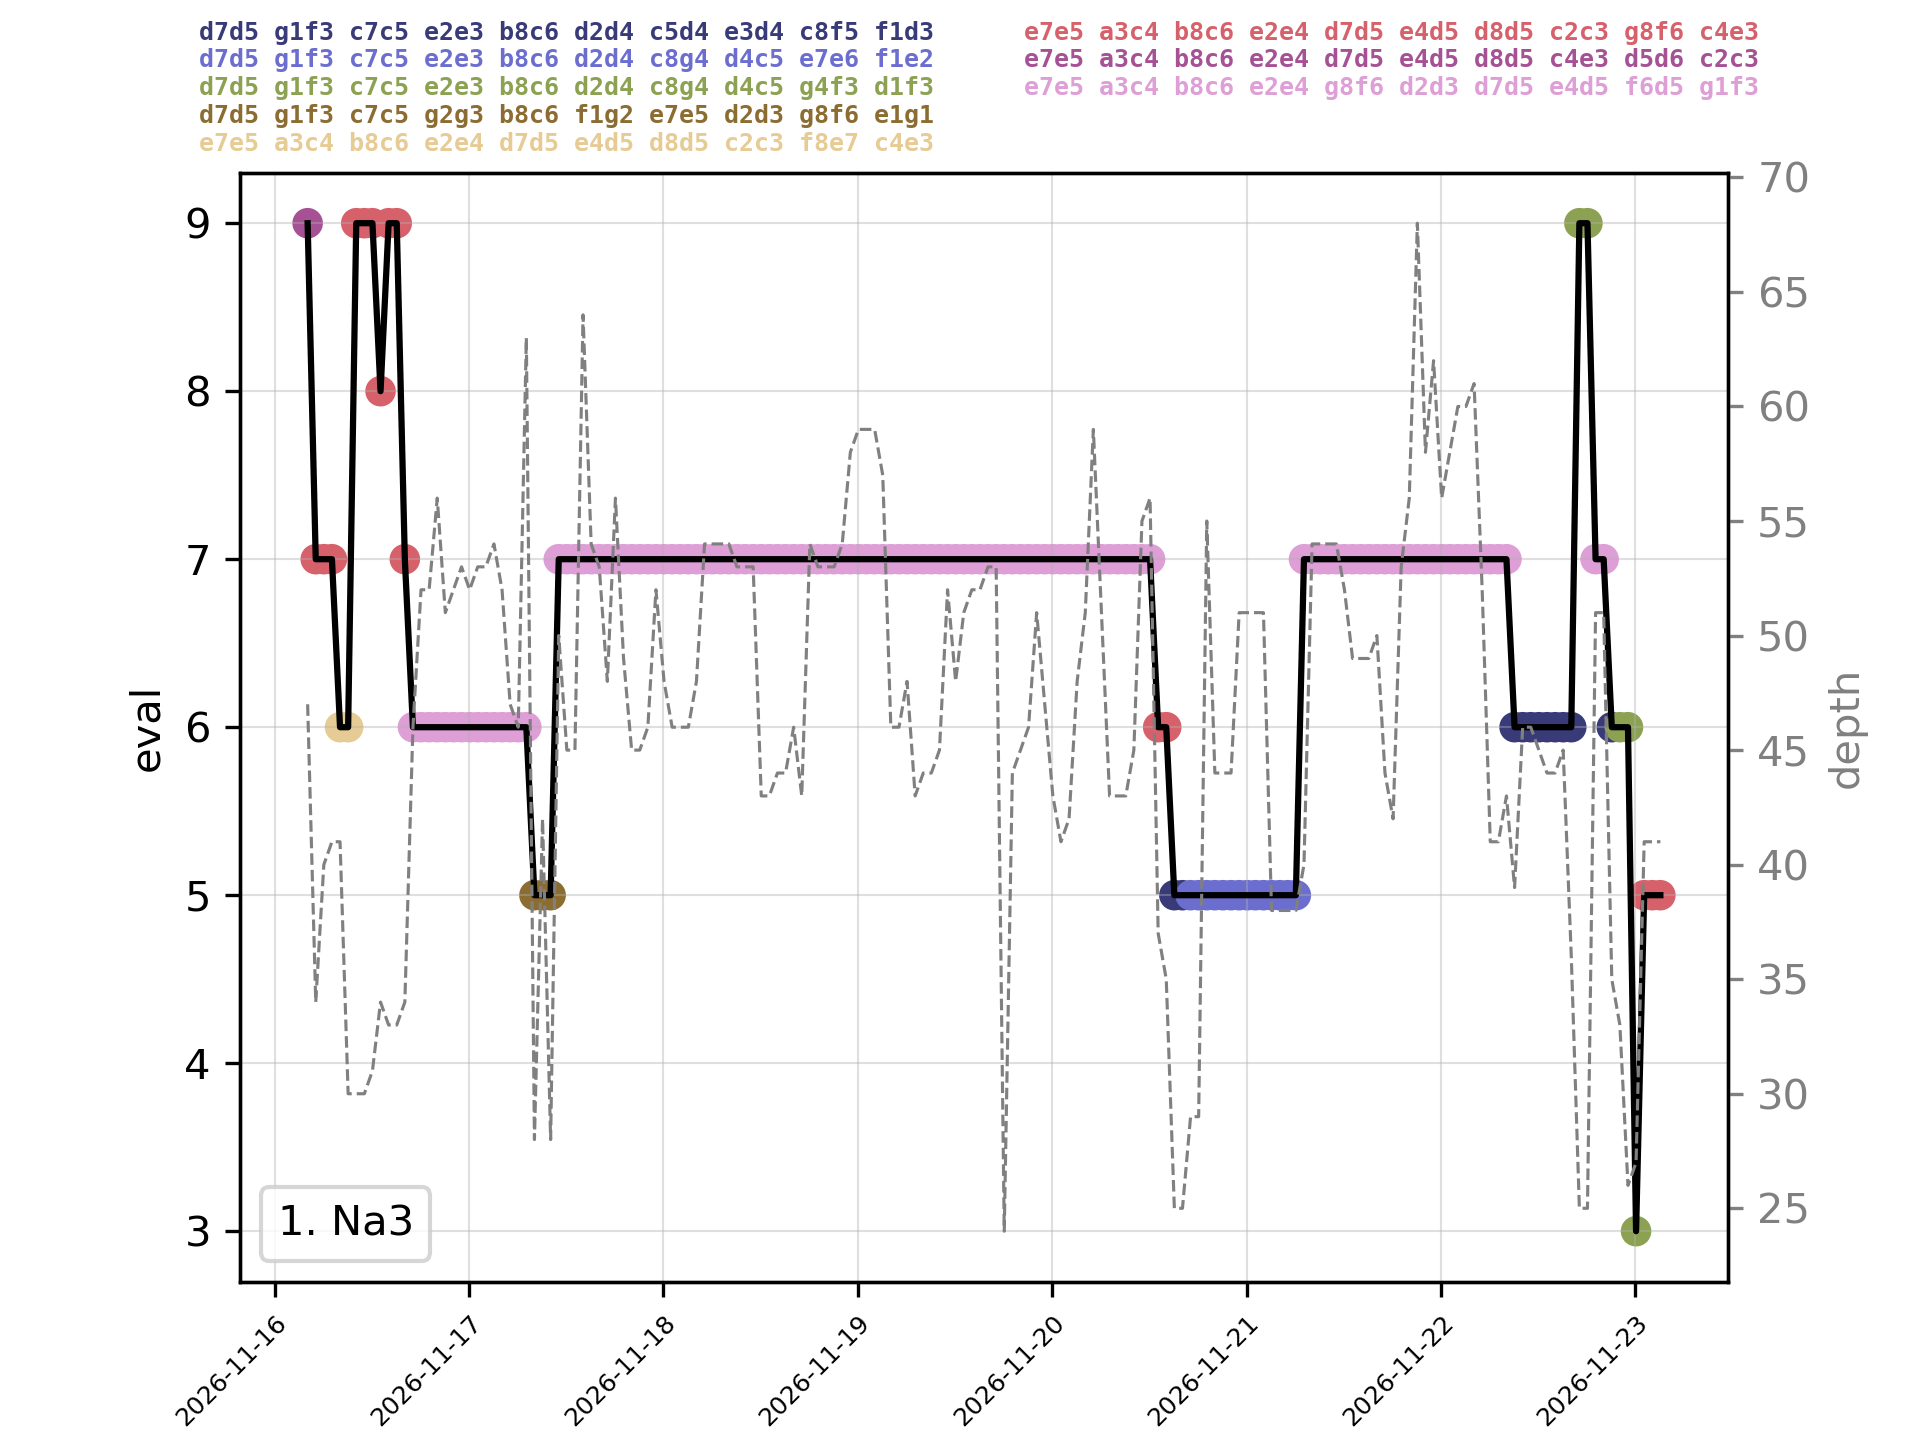 d7d5 g1f3 c7c5 e2e3 b8c6 d2d4 c5d4 e3d4 c8f5 f1d3
d7d5 g1f3 c7c5 e2e3 b8c6 d2d4 c8g4 d4c5 e7e6 f1e2
d7d5 g1f3 c7c5 e2e3 b8c6 d2d4 c8g4 d4c5 g4f3 d1f3
d7d5 g1f3 c7c5 g2g3 b8c6 f1g2 e7e5 d2d3 g8f6 e1g1
e7e5 a3c4 b8c6 e2e4 d7d5 e4d5 d8d5 c2c3 f8e7 c4e3
e7e5 a3c4 b8c6 e2e4 d7d5 e4d5 d8d5 c2c3 g8f6 c4e3
e7e5 a3c4 b8c6 e2e4 d7d5 e4d5 d8d5 c4e3 d5d6 c2c3
e7e5 a3c4 b8c6 e2e4 g8f6 d2d3 d7d5 e4d5 f6d5 g1f3
9
8
7
6
5
4
3
eval
70
65
60
55
50
45
40
35
30
25
depth
1. Na3
2026-11-16
2026-11-17
2026-11-18
2026-11-19
2026-11-20
2026-11-21
2026-11-22
2026-11-23